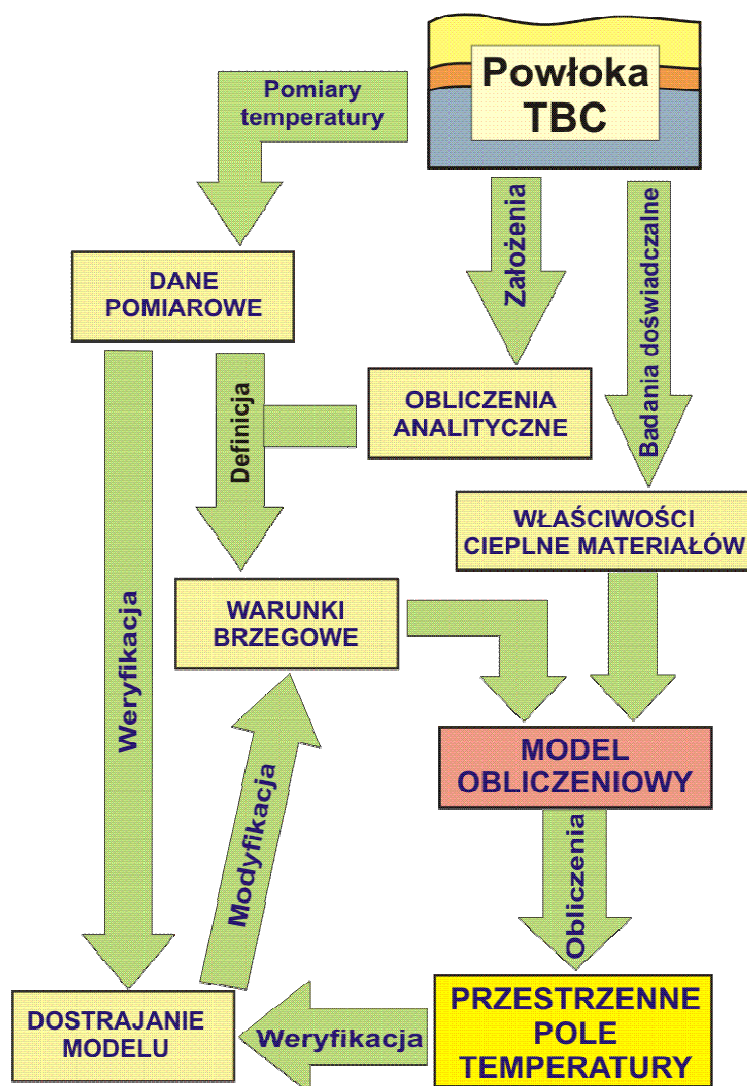 Powłoka
TBC
Pomiary
temperatury
Założenia
Badania doświadczalne
DANE
POMIAROWE
Definicja
OBLICZENIA
ANALITYCZNE
WŁAŚCIWOŚCI
CIEPLNE MATERIAŁÓW
WARUNKI
BRZEGOWE
Weryfikacja
Modyfikacja
MODEL
OBLICZENIOWY
Obliczenia
DOSTRAJANIE
MODELU
Weryfikacja
PRZESTRZENNE
POLE
TEMPERATURY